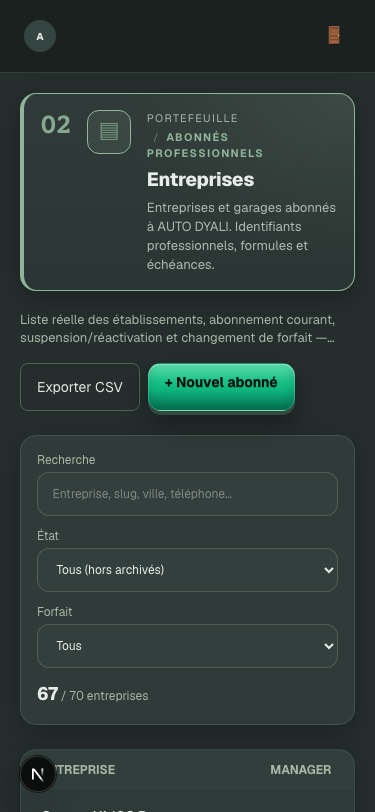 A
02
PORTEFEUILLE
/ ABONNÉS
PROFESSIONNELS
Entreprises
Entreprises et garages abonnés
à AUTO DYALI. Identifiants
professionnels, formules et
échéances.
Liste réelle des établissements, abonnement courant,
suspension/réactivation et changement de forfait —…
Exporter CSV
+ Nouvel abonné
Recherche
Entreprise, slug, ville, téléphone…
État
Tous (hors archivés)
Forfait
Tous
67 / 70 entreprises
N
TREPRISE
MANAGER